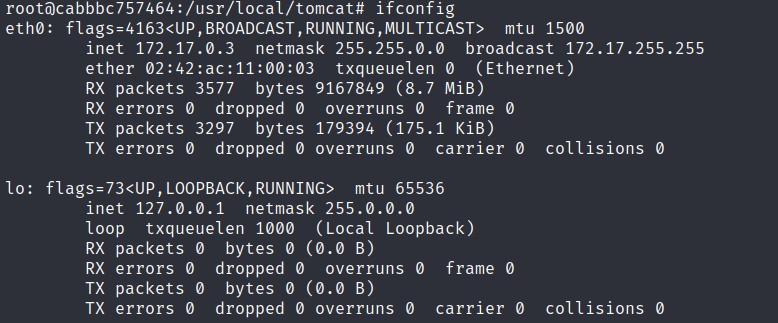 root@cabbbc757464:/usr/local/tomcat# ifconfig
eth0: flags=4163<UP,BROADCAST,RUNNING,MULTICAST>  mtu 1500
        inet 172.17.0.3  netmask 255.255.0.0  broadcast 172.17.255.255
        ether 02:42:ac:11:00:03  txqueuelen 0  (Ethernet)
        RX packets 3577  bytes 9167849 (8.7 MiB)
        RX errors 0  dropped 0  overruns 0  frame 0
        TX packets 3297  bytes 179394 (175.1 KiB)
        TX errors 0  dropped 0 overruns 0  carrier 0  collisions 0

lo: flags=73<UP,LOOPBACK,RUNNING>  mtu 65536
        inet 127.0.0.1  netmask 255.0.0.0
        loop  txqueuelen 1000  (Local Loopback)
        RX packets 0  bytes 0 (0.0 B)
        RX errors 0  dropped 0  overruns 0  frame 0
        TX packets 0  bytes 0 (0.0 B)
        TX errors 0  dropped 0 overruns 0  carrier 0  collisions 0